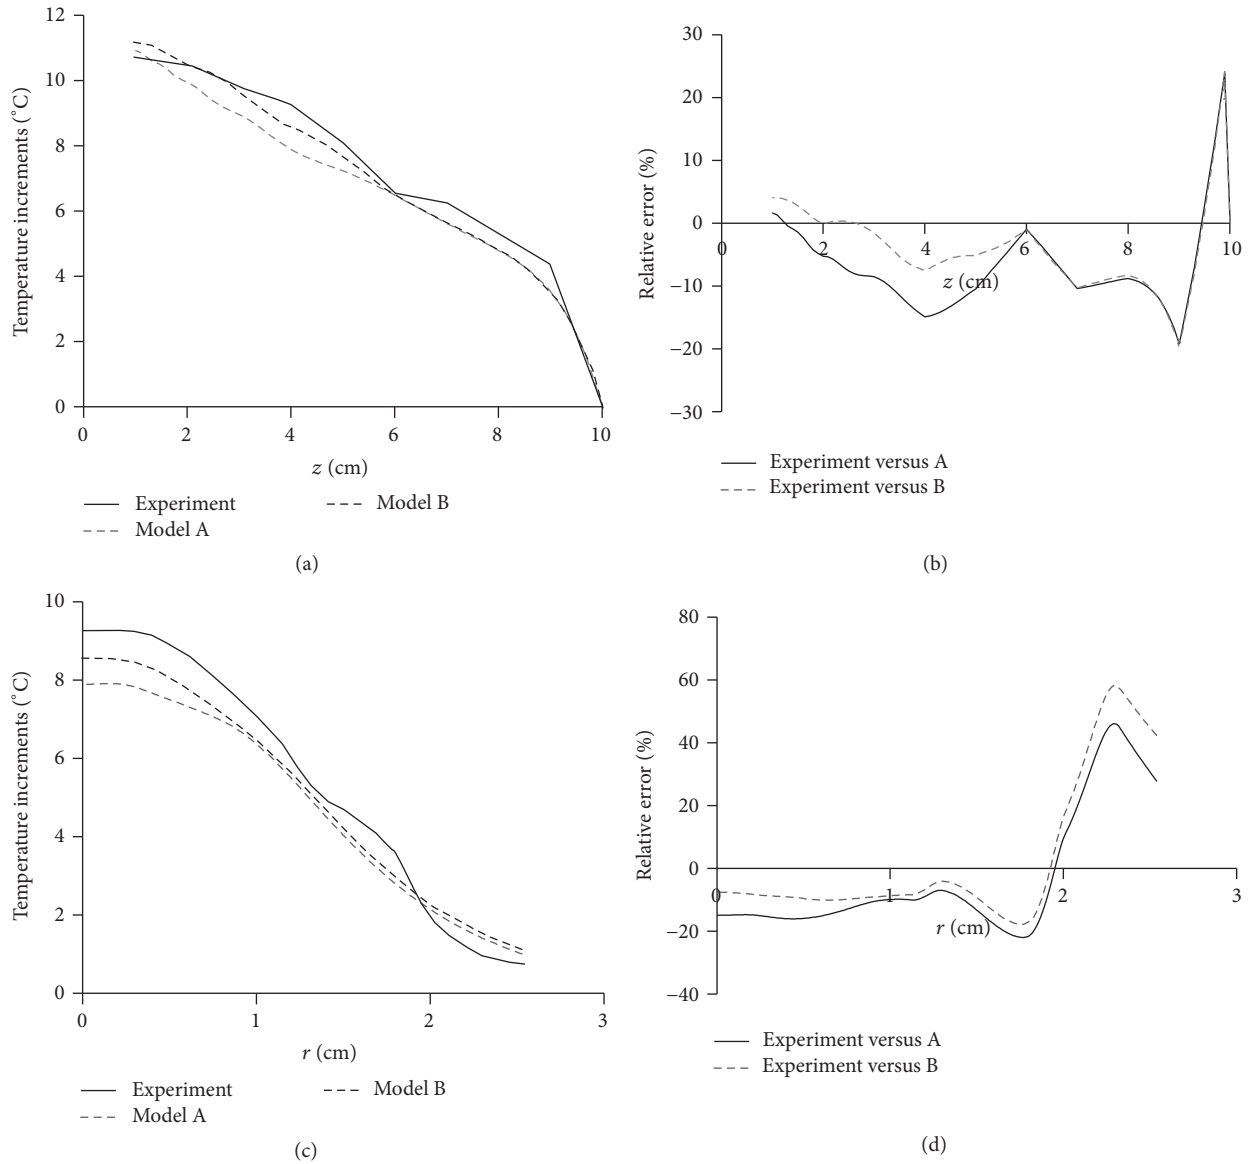 12
10
8
6
4
2
0
Temperature increments (°C)
0 2 4 6 8 10
z (cm)
Experiment
Model B
Model A
(a)
30
20
10
0
−10
−20
−30
Relative error (%)
0 2 4 6 8 10
z (cm)
Experiment versus A
Experiment versus B
(b)
10
8
6
4
2
0
Temperature increments (°C)
0 1 2 3
r (cm)
Experiment
Model B
Model A
(c)
80
60
40
20
0
−20
−40
Relative error (%)
0 1 2 3
r (cm)
Experiment versus A
Experiment versus B
(d)